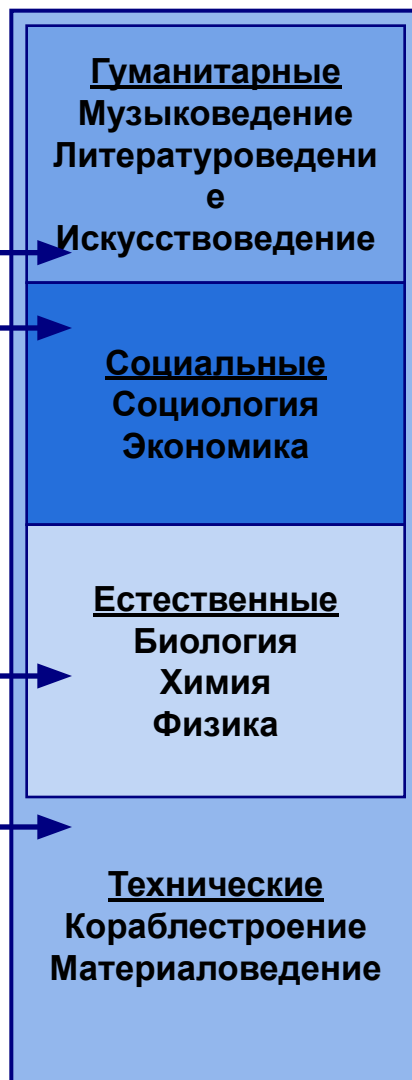 Гуманитарные
Музыковедение
Литературоведени
е
Искусствоведение
Социальные
Социология
Экономика
Естественные
Биология
Химия
Физика
Технические
Кораблестроение
Материаловедение